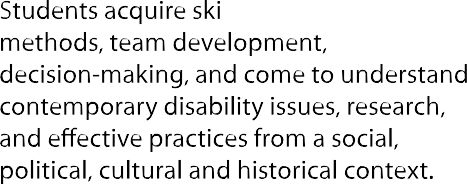 Students acquire ski
methods, team development,
decision-making, and come to understand
contemporary disability issues, research,
and effective practices from a social,
political, cultural and historical context.